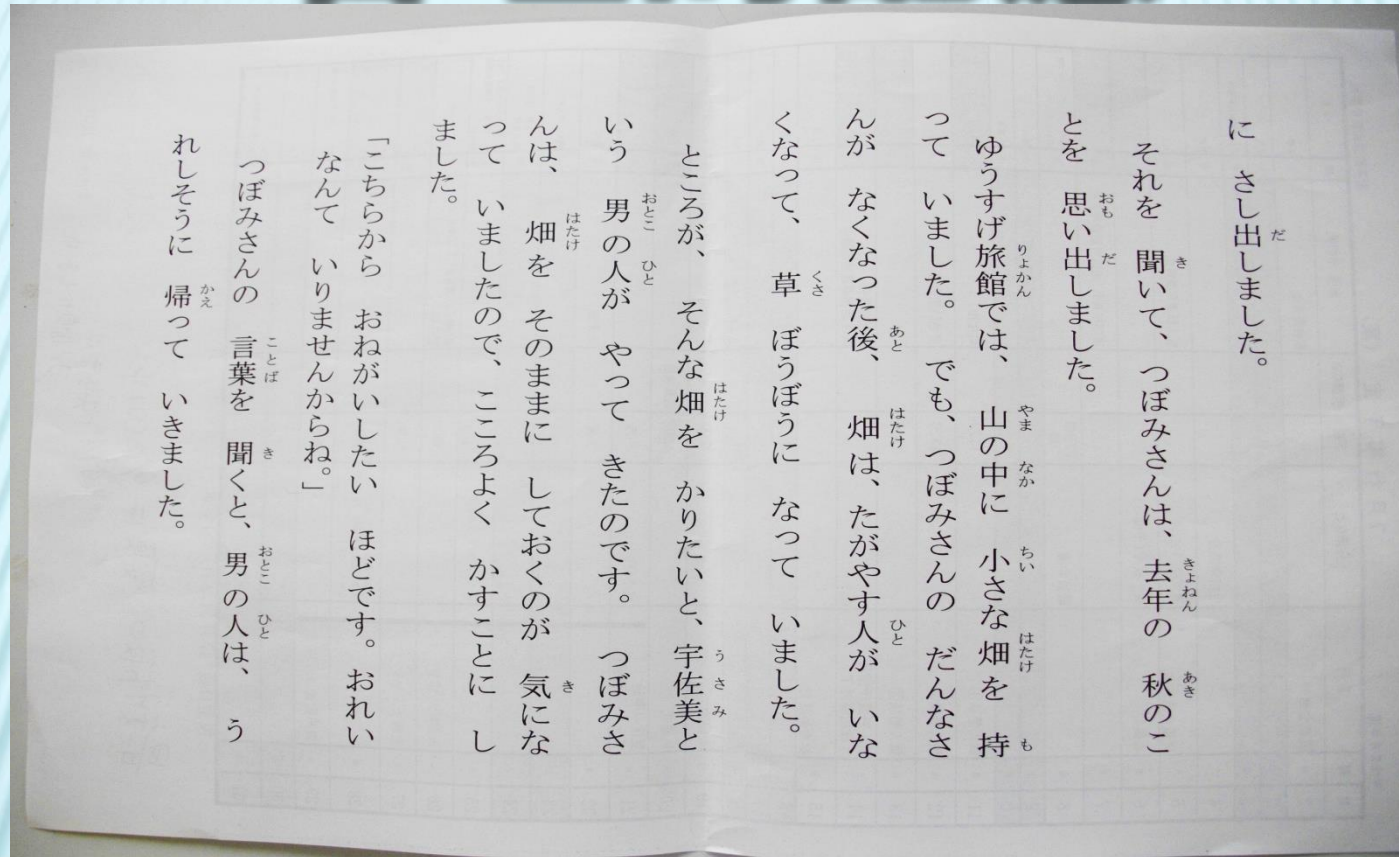 に　さし出しました。
それを　聞いて、つぼみさんは、去年の　秋のこ
とを　思い出しました。
ゆうすげ旅館では、　山の中に　小さな畑を　持
って　いました。　でも、つぼみさんの　だんなさ
んが　なくなった後、　畑は、たがやす人が　いな
くなって、　草　ぼうぼうに　なって　いました。
ところが、　そんな畑を　かりたいと、宇佐美と
いう　男の人が　やって　きたのです。　つぼみさ
んは、　畑を　そのままに　しておくのが　気にな
って　いましたので、こころよく　かすことに　し
ました。
「こちらから　おねがいしたい　ほどです。おれい
なんて　いりませんからね。」
つぼみさんの　言葉を　聞くと、男の人は、　う
れしそうに　帰って　いきました。